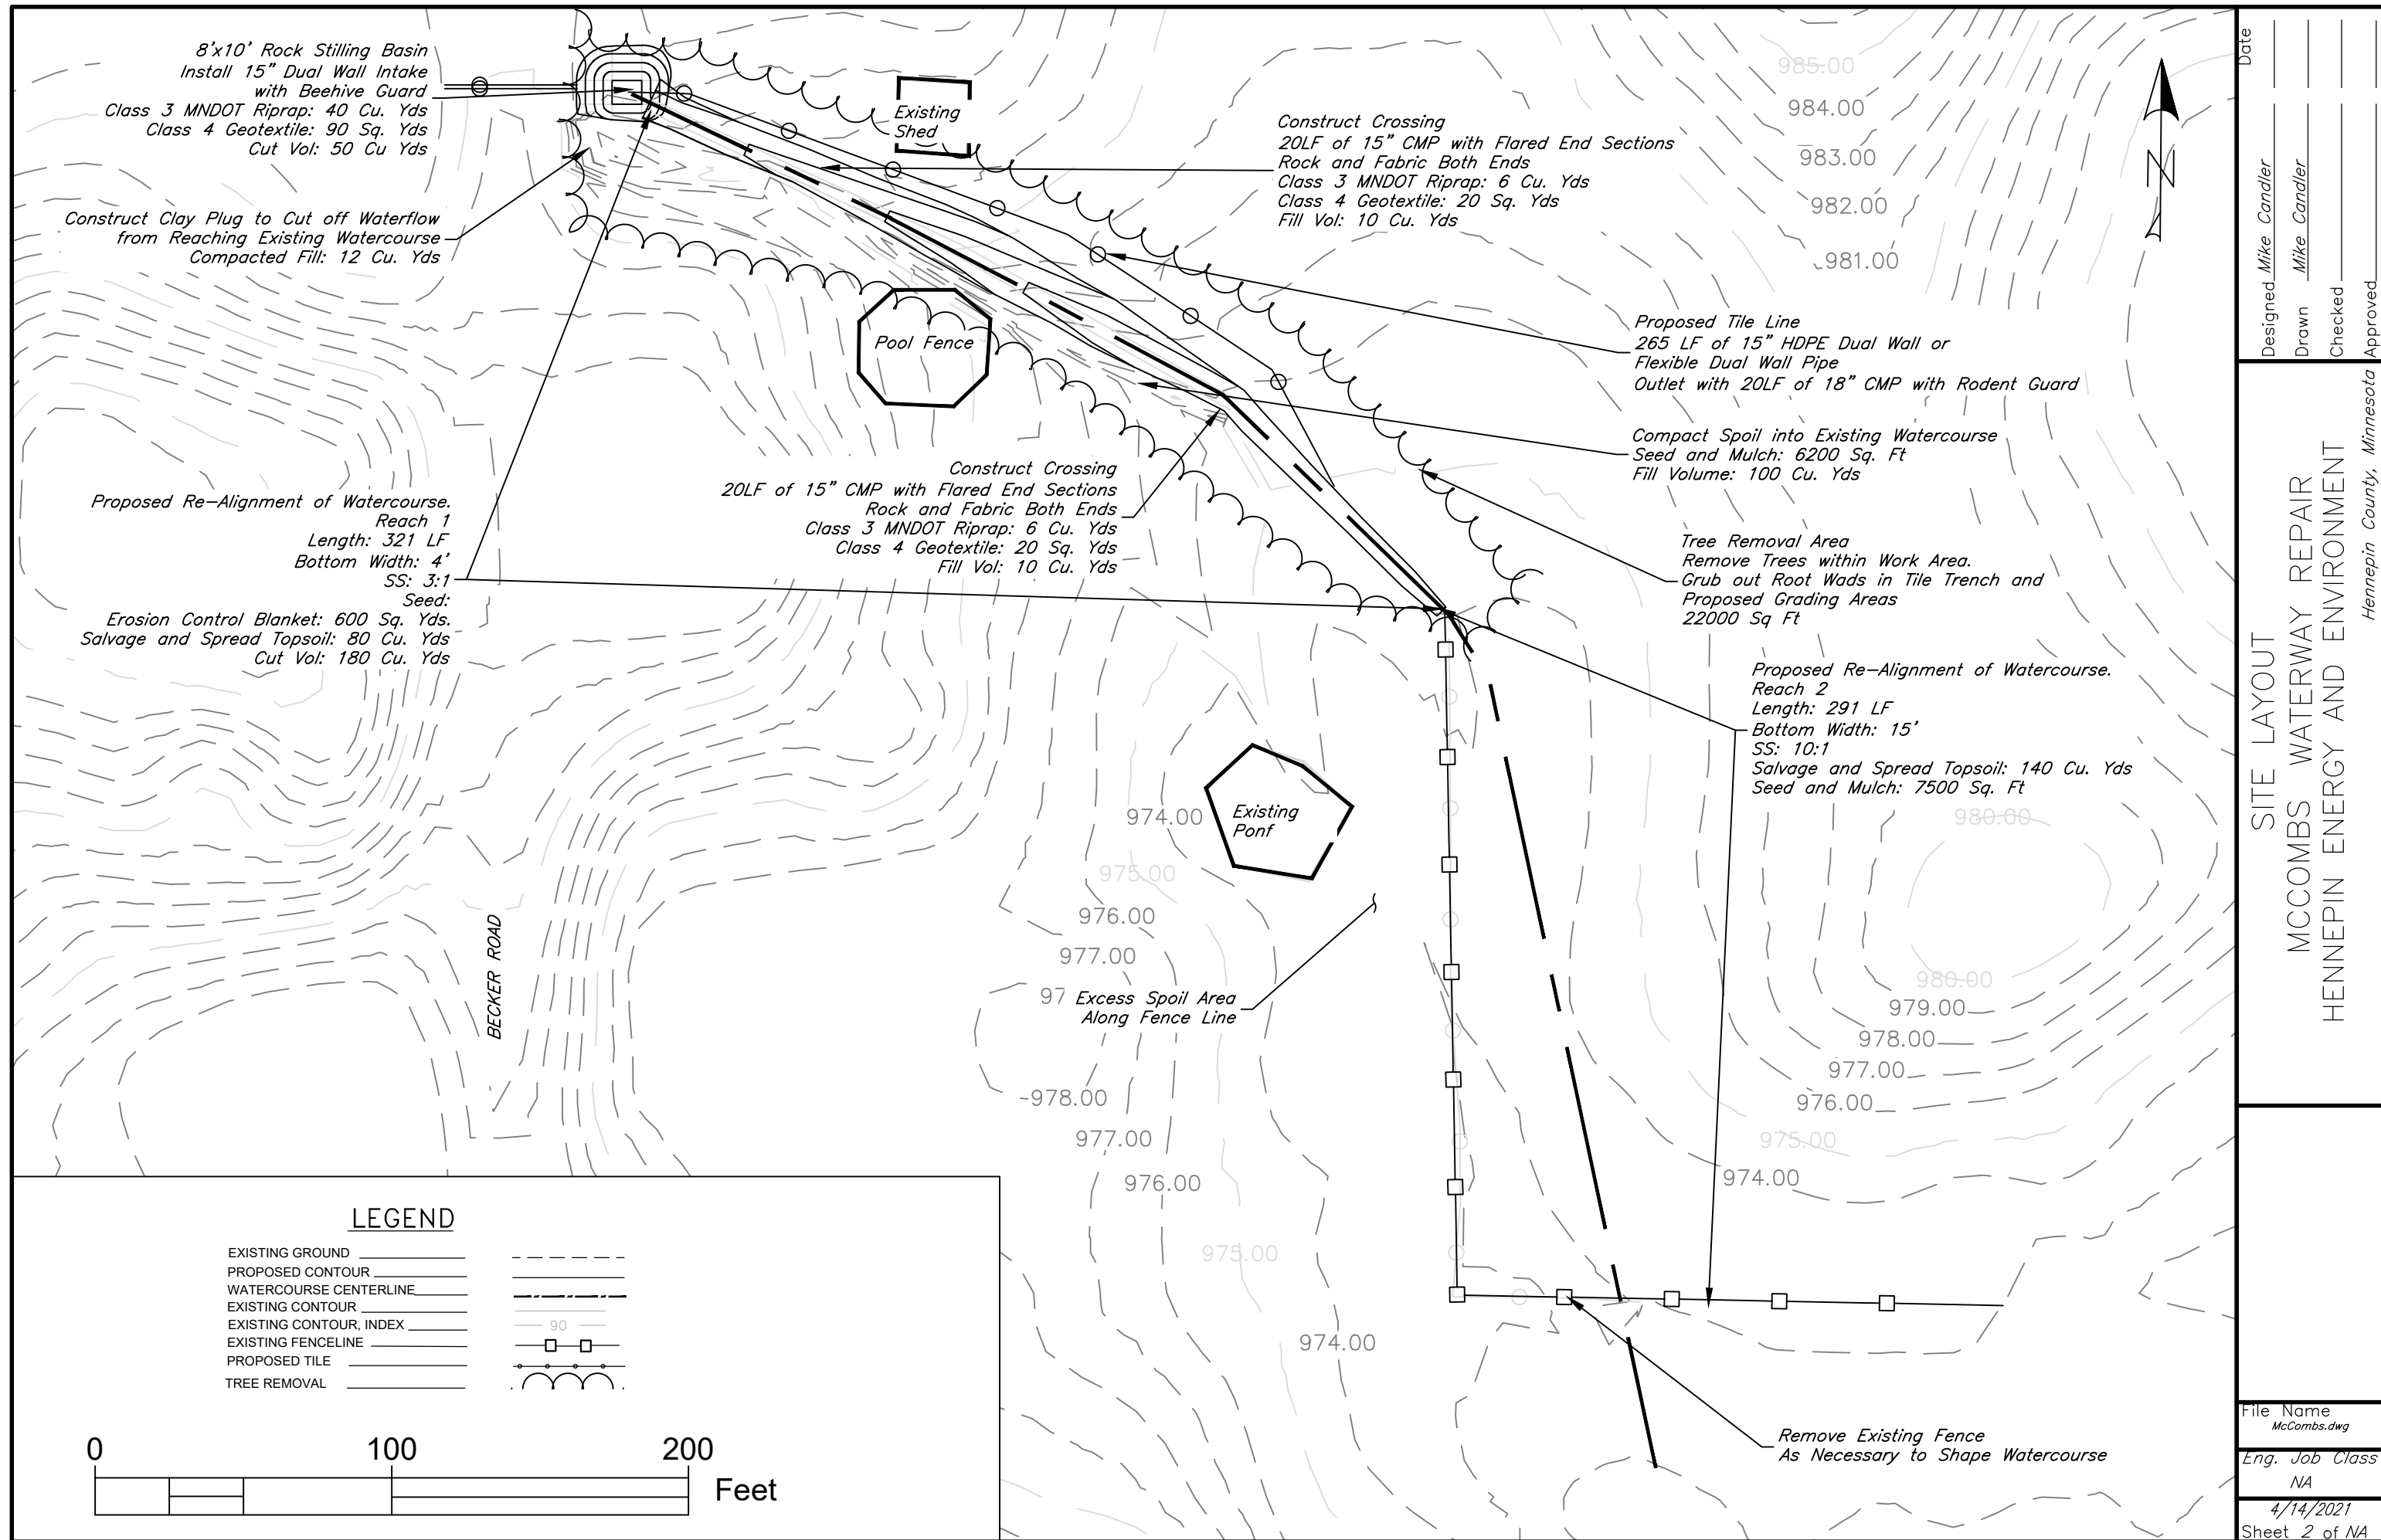 8'x10' Rock Stilling Basin
Install 15" Dual Wall Intake
with Beehive Guard
Class 3 MNDOT Riprap: 40 Cu. Yds
Class 4 Geotextile: 90 Sq. Yds
Cut Vol: 50 Cu Yds
Construct Clay Plug to Cut off Waterflow
from Reaching Existing Watercourse
Compacted Fill: 12 Cu. Yds
Existing
Shed
Construct Crossing
20LF of 15" CMP with Flared End Sections
Rock and Fabric Both Ends
Class 3 MNDOT Riprap: 6 Cu. Yds
Class 4 Geotextile: 20 Sq. Yds
Fill Vol: 10 Cu. Yds
985.00
984.00
983.00
982.00
981.00
N
Pool Fence
Proposed Tile Line
265 LF of 15" HDPE Dual Wall or
Flexible Dual Wall Pipe
Outlet with 20LF of 18" CMP with Rodent Guard
Compact Spoil into Existing Watercourse
Seed and Mulch: 6200 Sq. Ft
Fill Volume: 100 Cu. Yds
Construct Crossing
20LF of 15" CMP with Flared End Sections
Rock and Fabric Both Ends
Class 3 MNDOT Riprap: 6 Cu. Yds
Class 4 Geotextile: 20 Sq. Yds
Fill Vol: 10 Cu. Yds
Proposed Re-Alignment of Watercourse.
Reach 1
Length: 321 LF
Bottom Width: 4'
SS: 3:1
Seed:
Erosion Control Blanket: 600 Sq. Yds.
Salvage and Spread Topsoil: 80 Cu. Yds
Cut Vol: 180 Cu. Yds
Tree Removal Area
Remove Trees within Work Area.
Grub out Root Wads in Tile Trench and
Proposed Grading Areas
22000 Sq Ft
Proposed Re-Alignment of Watercourse.
Reach 2
Length: 291 LF
Bottom Width: 15'
SS: 10:1
Salvage and Spread Topsoil: 140 Cu. Yds
Seed and Mulch: 7500 Sq. Ft
Existing
Ponf
974.00
975.00
976.00
977.00
97
Excess Spoil Area
Along Fence Line
-978.00
977.00
976.00
975.00
974.00
980.00
980.00
979.00
978.00
977.00
976.00
975.00
974.00
BECKER ROAD
Remove Existing Fence
As Necessary to Shape Watercourse
LEGEND
EXISTING GROUND
PROPOSED CONTOUR
WATERCOURSE CENTERLINE
EXISTING CONTOUR
EXISTING CONTOUR, INDEX
90
EXISTING FENCELINE
PROPOSED TILE
TREE REMOVAL
0 100 200
Feet
Date
Designed Mike Candler
Drawn Mike Candler
Checked
Approved
SITE LAYOUT
MCCOMBS WATERWAY REPAIR
HENNEPIN ENERGY AND ENVIRONMENT
Hennepin County, Minnesota
File Name
McCombs.dwg
Eng. Job Class
NA
4/14/2021
Sheet 2 of NA